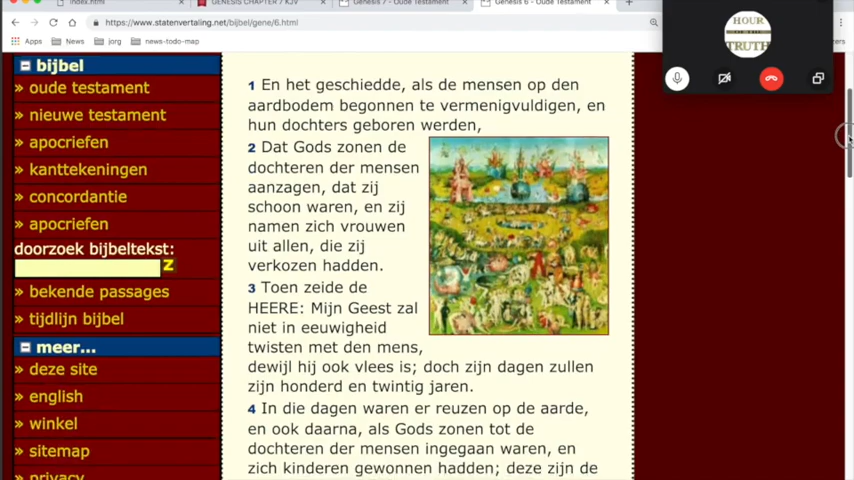 index.html
GENESIS CHAPTER 7 KJV
Genesis 7 - Oude Testament
Genesis 6 - Oude Testament
https://www.statenvertaling.net/bijbel/gene/6.html
Apps
News
jorg
news-todo-map
HOUR
TRUTH
bijbel
» oude testament
» nieuwe testament
» apocriefen
» kanttekeningen
» concordantie
» apocriefen
doorzoek bijbeltekst:
Z
» bekende passages
» tijdlijn bijbel
meer...
» deze site
» english
» winkel
» sitemap
» privacy
1 En het geschiedde, als de mensen op den
aardbodem begonnen te vermenigvuldigen, en
hun dochters geboren werden,
2 Dat Gods zonen de
dochteren der mensen
aanzagen, dat zij
schoon waren, en zij
namen zich vrouwen
uit allen, die zij
verkozen hadden.
3 Toen zeide de
HEERE: Mijn Geest zal
niet in eeuwigheid
twisten met den mens,
dewijl hij ook vlees is; doch zijn dagen zullen
zijn honderd en twintig jaren.
4 In die dagen waren er reuzen op de aarde,
en ook daarna, als Gods zonen tot de
dochteren der mensen ingegaan waren, en
zich kinderen gewonnen hadden; deze zijn de